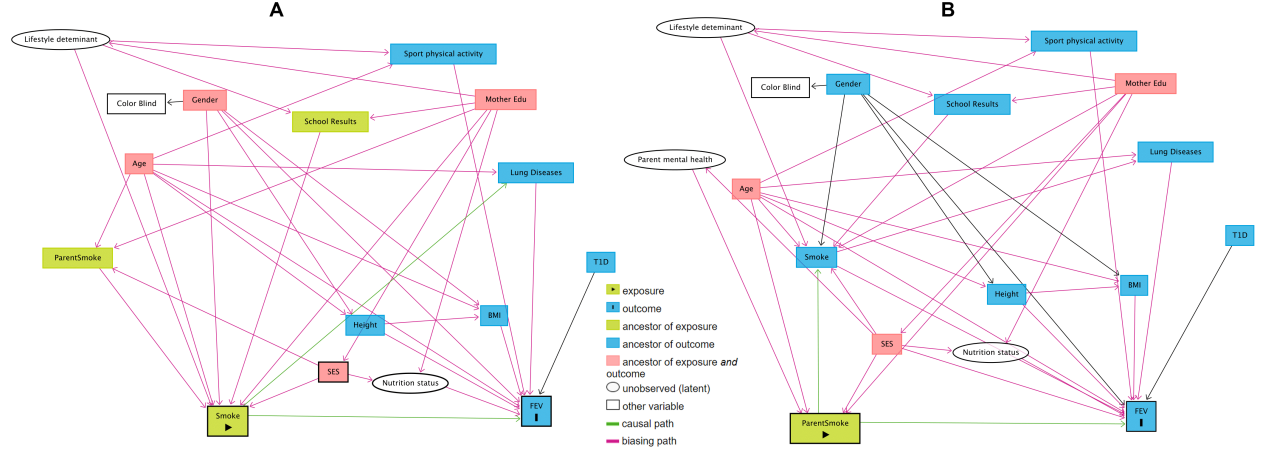 A
Lifestyle deteminant
Sport physical activity
Color Blind
Gender
Mother Edu
School Results
Age
Lung Diseases
ParentSmoke
T1D
Height
BMI
SES
Nutrition status
Smoke
FEV
exposure
outcome
ancestor of exposure
ancestor of outcome
ancestor of exposure and
outcome
unobserved (latent)
other variable
causal path
biasing path
B
Lifestyle deteminant
Sport physical activity
Color Blind
Gender
Mother Edu
School Results
Parent mental health
Lung Diseases
Age
T1D
Smoke
BMI
Height
SES
Nutrition status
ParentSmoke
FEV